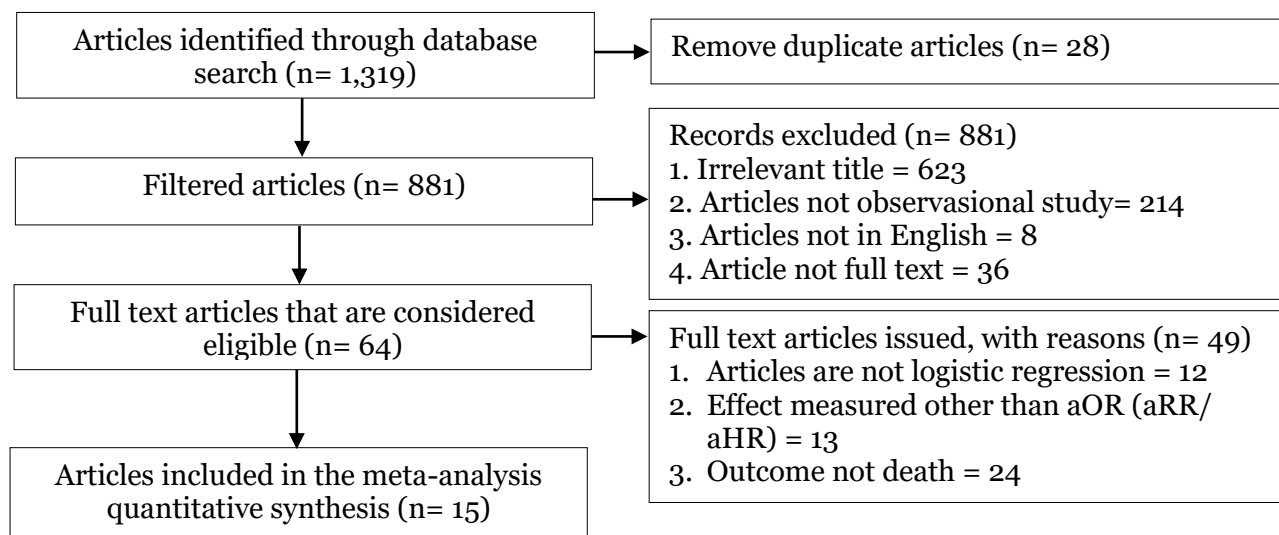 Articles identified through database
search (n= 1,319)
Remove duplicate articles (n= 28)
Filtered articles (n= 881)
Records excluded (n= 881)
1. Irrelevant title = 623
2. Articles not observasional study= 214
3. Articles not in English = 8
4. Article not full text = 36
Full text articles that are considered
eligible (n= 64)
Full text articles issued, with reasons (n= 49)
1. Articles are not logistic regression = 12
2. Effect measured other than aOR (aRR/
aHR) = 13
3. Outcome not death = 24
Articles included in the meta-analysis
quantitative synthesis (n= 15)